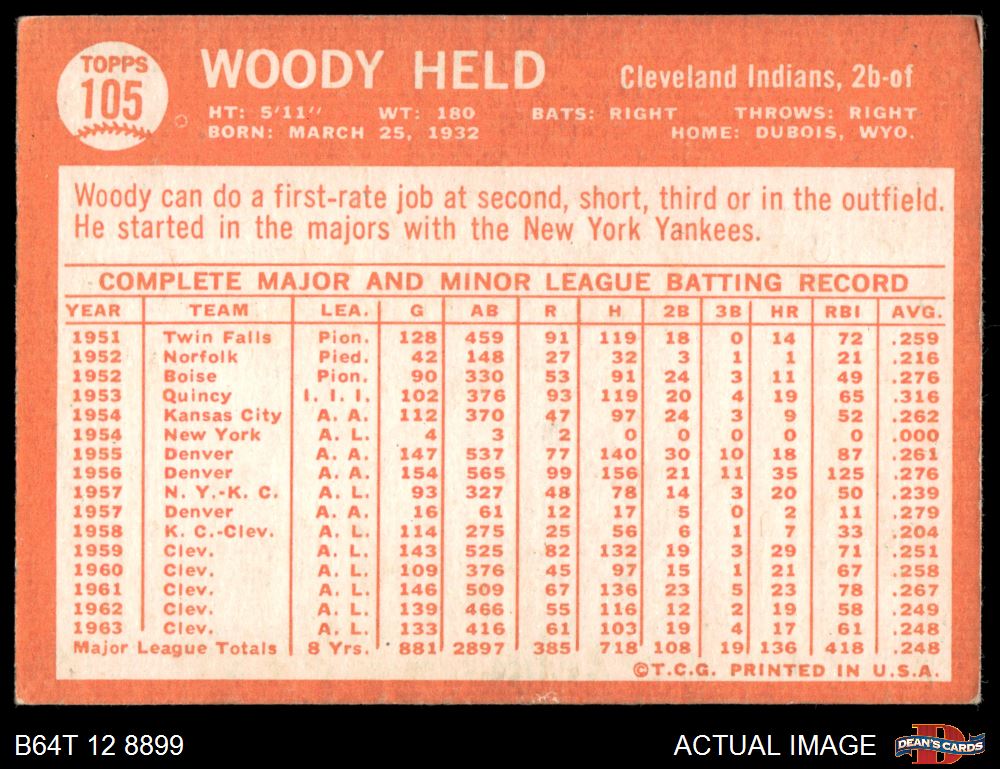 TOPPS
105
WOODY HELD
Cleveland Indians, 2b-of
HT: 5'11" WT: 180 BATS: RIGHT THROWS: RIGHT
BORN: MARCH 25, 1932 HOME: DUBOIS, WYO.
Woody can do a first-rate job at second, short, third or in the outfield.
He started in the majors with the New York Yankees.
COMPLETE MAJOR AND MINOR LEAGUE BATTING RECORD
YEAR TEAM LEA. G AB R H 2B 3B HR RBI AVG.
1951 Twin Falls Pion. 128 459 91 119 18 0 14 72 .259
1952 Norfolk Pied. 42 148 27 32 3 1 1 21 .216
1952 Boise Pion. 90 330 53 91 24 3 11 49 .276
1953 Quincy I. I. I. 102 376 93 119 20 4 19 65 .316
1954 Kansas City A. A. 112 370 47 97 24 3 9 52 .262
1954 New York A. L. 4 3 2 0 0 0 0 0 .000
1955 Denver A. A. 147 537 77 140 30 10 18 87 .261
1956 Denver A. A. 154 565 99 156 21 11 35 125 .276
1957 N. Y.-K. C. A. L. 93 327 48 78 14 3 20 50 .239
1957 Denver A. A. 16 61 12 17 5 0 2 11 .279
1958 K. C.-Clev. A. L. 114 275 25 56 6 1 7 33 .204
1959 Clev. A. L. 143 525 82 132 19 3 29 71 .251
1960 Clev. A. L. 109 376 45 97 15 1 21 67 .258
1961 Clev. A. L. 146 509 67 136 23 5 23 78 .267
1962 Clev. A. L. 139 466 55 116 12 2 19 58 .249
1963 Clev. A. L. 133 416 61 103 19 4 17 61 .248
Major League Totals 8 Yrs. 881 2897 385 718 108 19 136 418 .248
©T.C.G. PRINTED IN U.S.A.
B64T 12 8899
ACTUAL IMAGE
D
DEAN'S CARDS